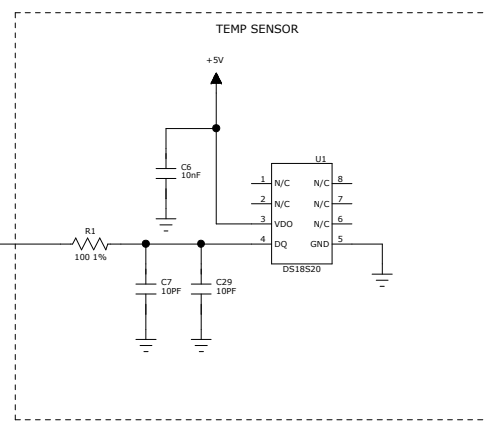 TEMP SENSOR
+5V
C6
10nF
U1
1 N/C N/C 8
2 N/C N/C 7
3 VDO N/C 6
4 DQ GND 5
DS18S20
R1
100 1%
C7
10PF
C29
10PF